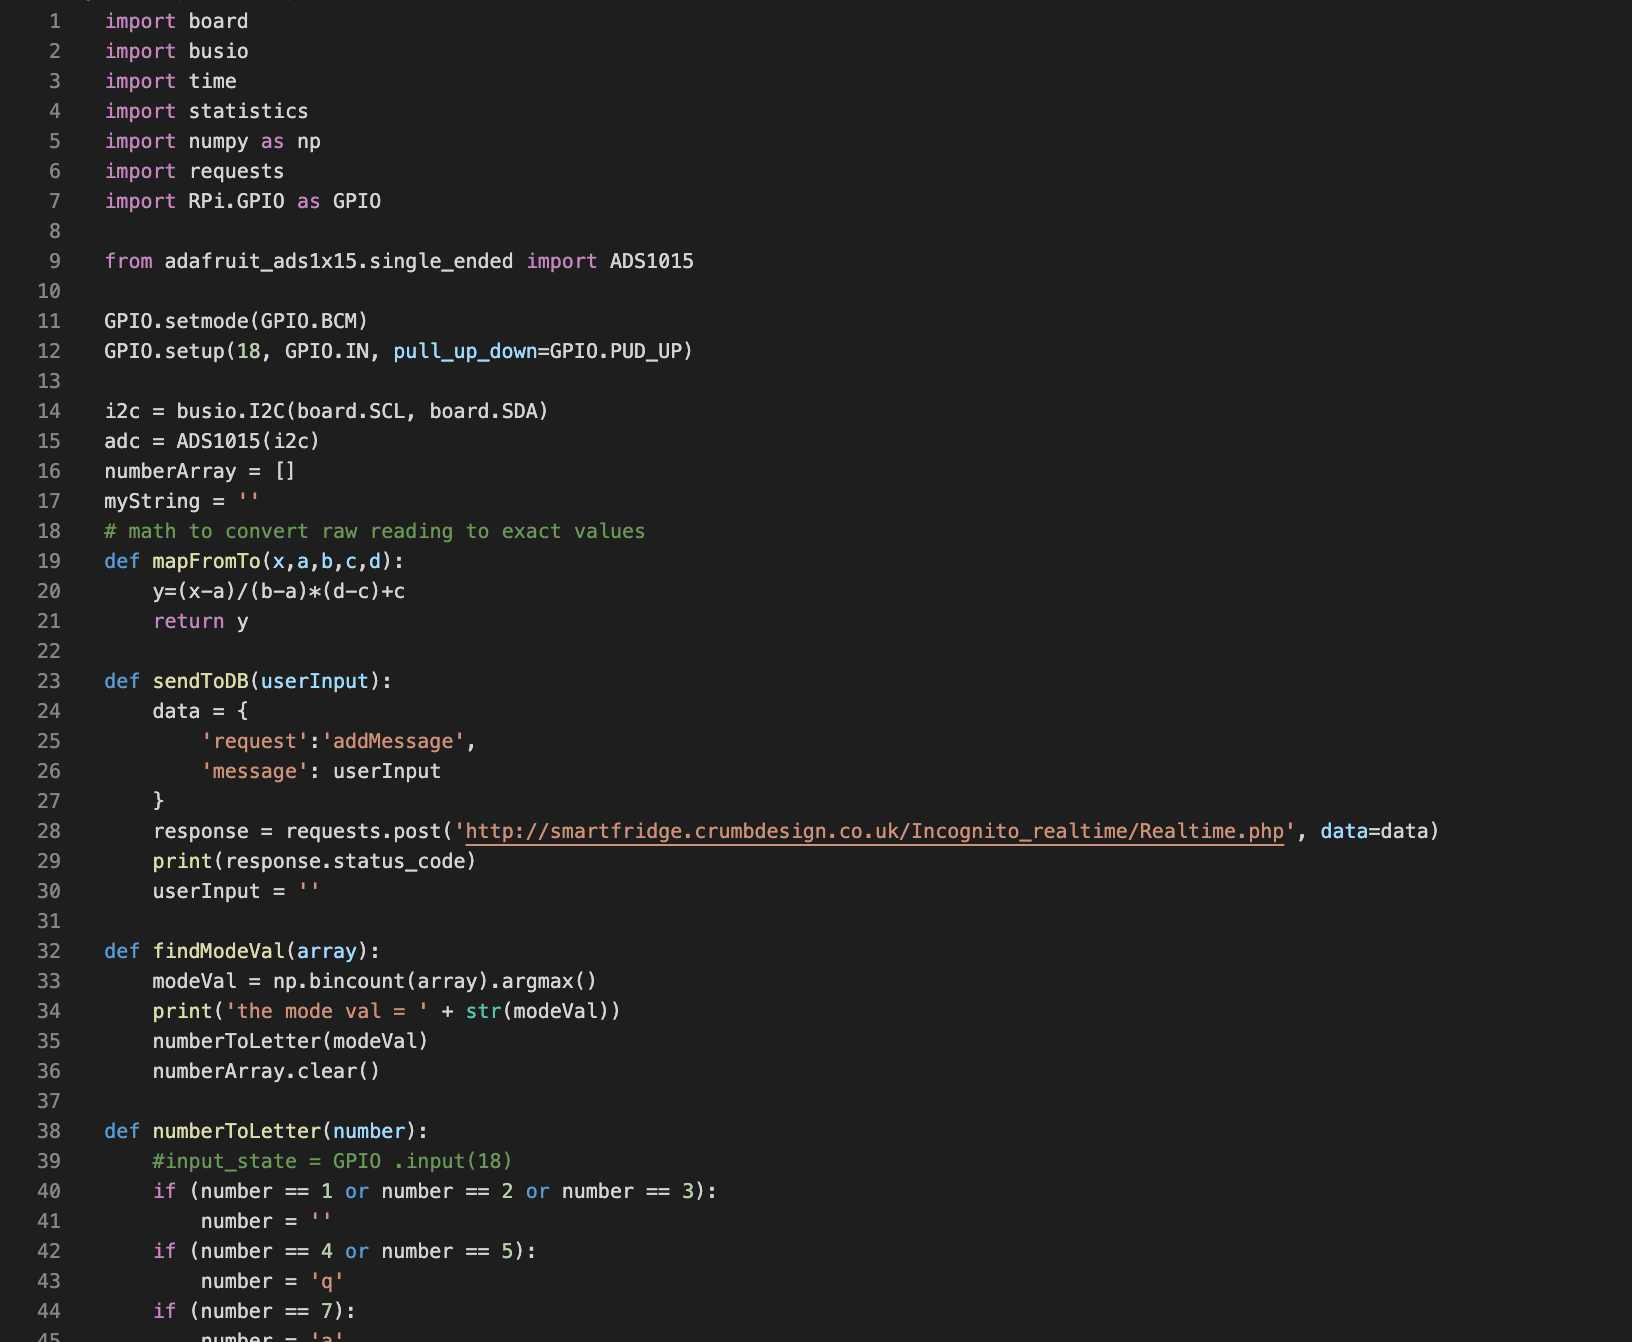 1 import board
2 import busio
3 import time
4 import statistics
5 import numpy as np
6 import requests
7 import RPi.GPIO as GPIO
8
9 from adafruit_ads1x15.single_ended import ADS1015
10
11 GPIO.setmode(GPIO.BCM)
12 GPIO.setup(18, GPIO.IN, pull_up_down=GPIO.PUD_UP)
13
14 i2c = busio.I2C(board.SCL, board.SDA)
15 adc = ADS1015(i2c)
16 numberArray = []
17 myString = ''
18 # math to convert raw reading to exact values
19 def mapFromTo(x,a,b,c,d):
20     y=(x-a)/(b-a)*(d-c)+c
21     return y
22
23 def sendToDB(userInput):
24     data = {
25         'request':'addMessage',
26         'message': userInput
27     }
28     response = requests.post('http://smartfridge.crumbdesign.co.uk/Incognito_realtime/Realtime.php', data=data)
29     print(response.status_code)
30     userInput = ''
31
32 def findModeVal(array):
33     modeVal = np.bincount(array).argmax()
34     print('the mode val = ' + str(modeVal))
35     numberToLetter(modeVal)
36     numberArray.clear()
37
38 def numberToLetter(number):
39     #input_state = GPIO .input(18)
40     if (number == 1 or number == 2 or number == 3):
41         number = ''
42     if (number == 4 or number == 5):
43         number = 'q'
44     if (number == 7):
45         number = 'a'